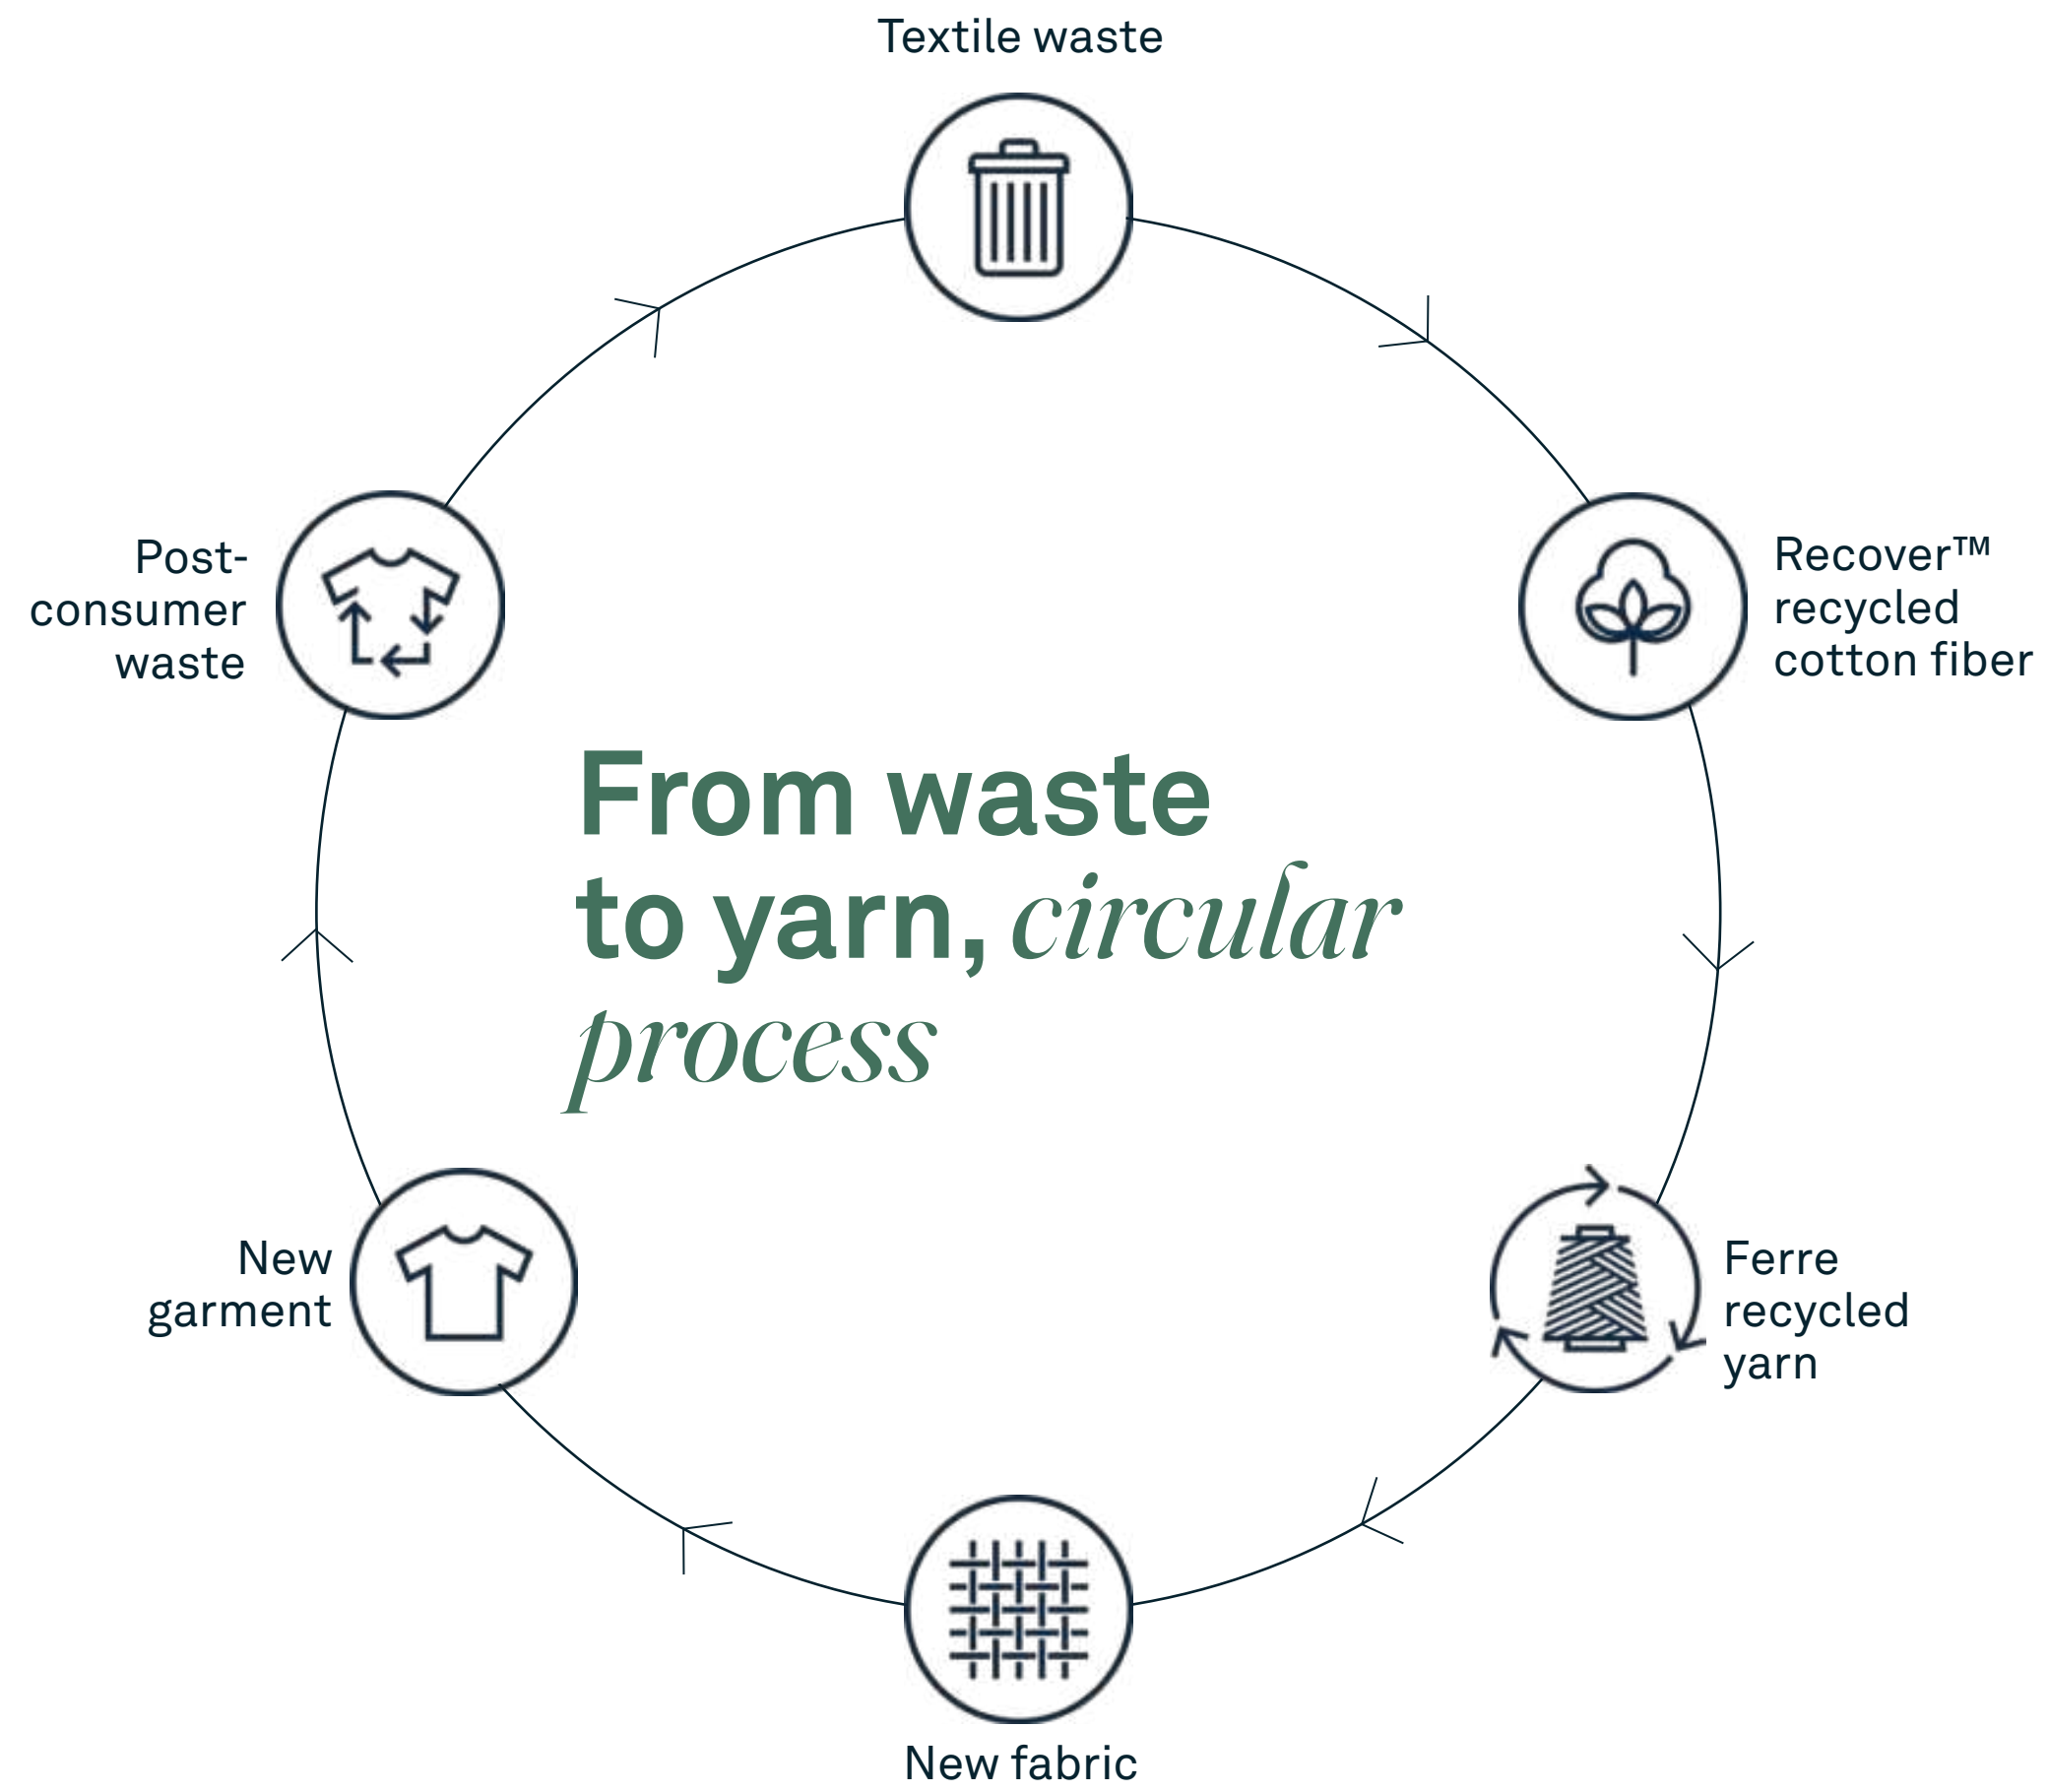 Textile waste
Post-
consumer
waste
Recover™
recycled
cotton fiber
From waste
to yarn, circular
process
New
garment
Ferre
recycled
yarn
New fabric